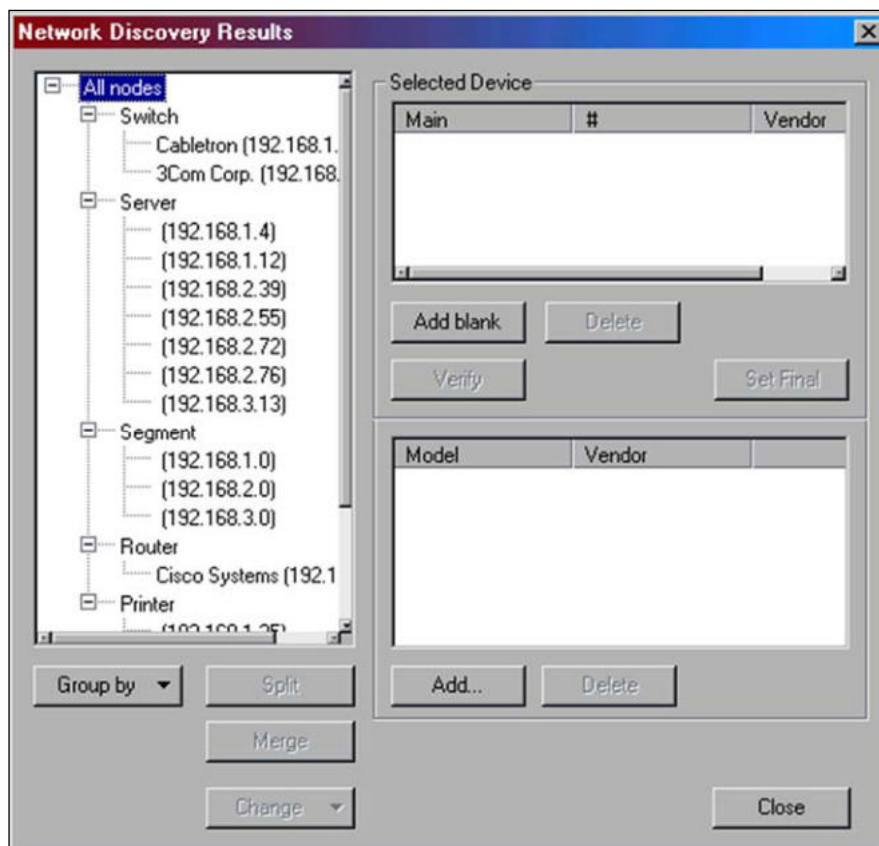 Network Discovery Results
All nodes
Switch
Cabletron (192.168.1.
3Com Corp. (192.168.
Server
(192.168.1.4)
(192.168.1.12)
(192.168.2.39)
(192.168.2.55)
(192.168.2.72)
(192.168.2.76)
(192.168.3.13)
Segment
(192.168.1.0)
(192.168.2.0)
(192.168.3.0)
Router
Cisco Systems (192.1
Printer
(192.168.1.25)
Group by
Split
Merge
Change
Selected Device
Main # Vendor
Add blank Delete
Verify Set Final
Model Vendor
Add... Delete
Close